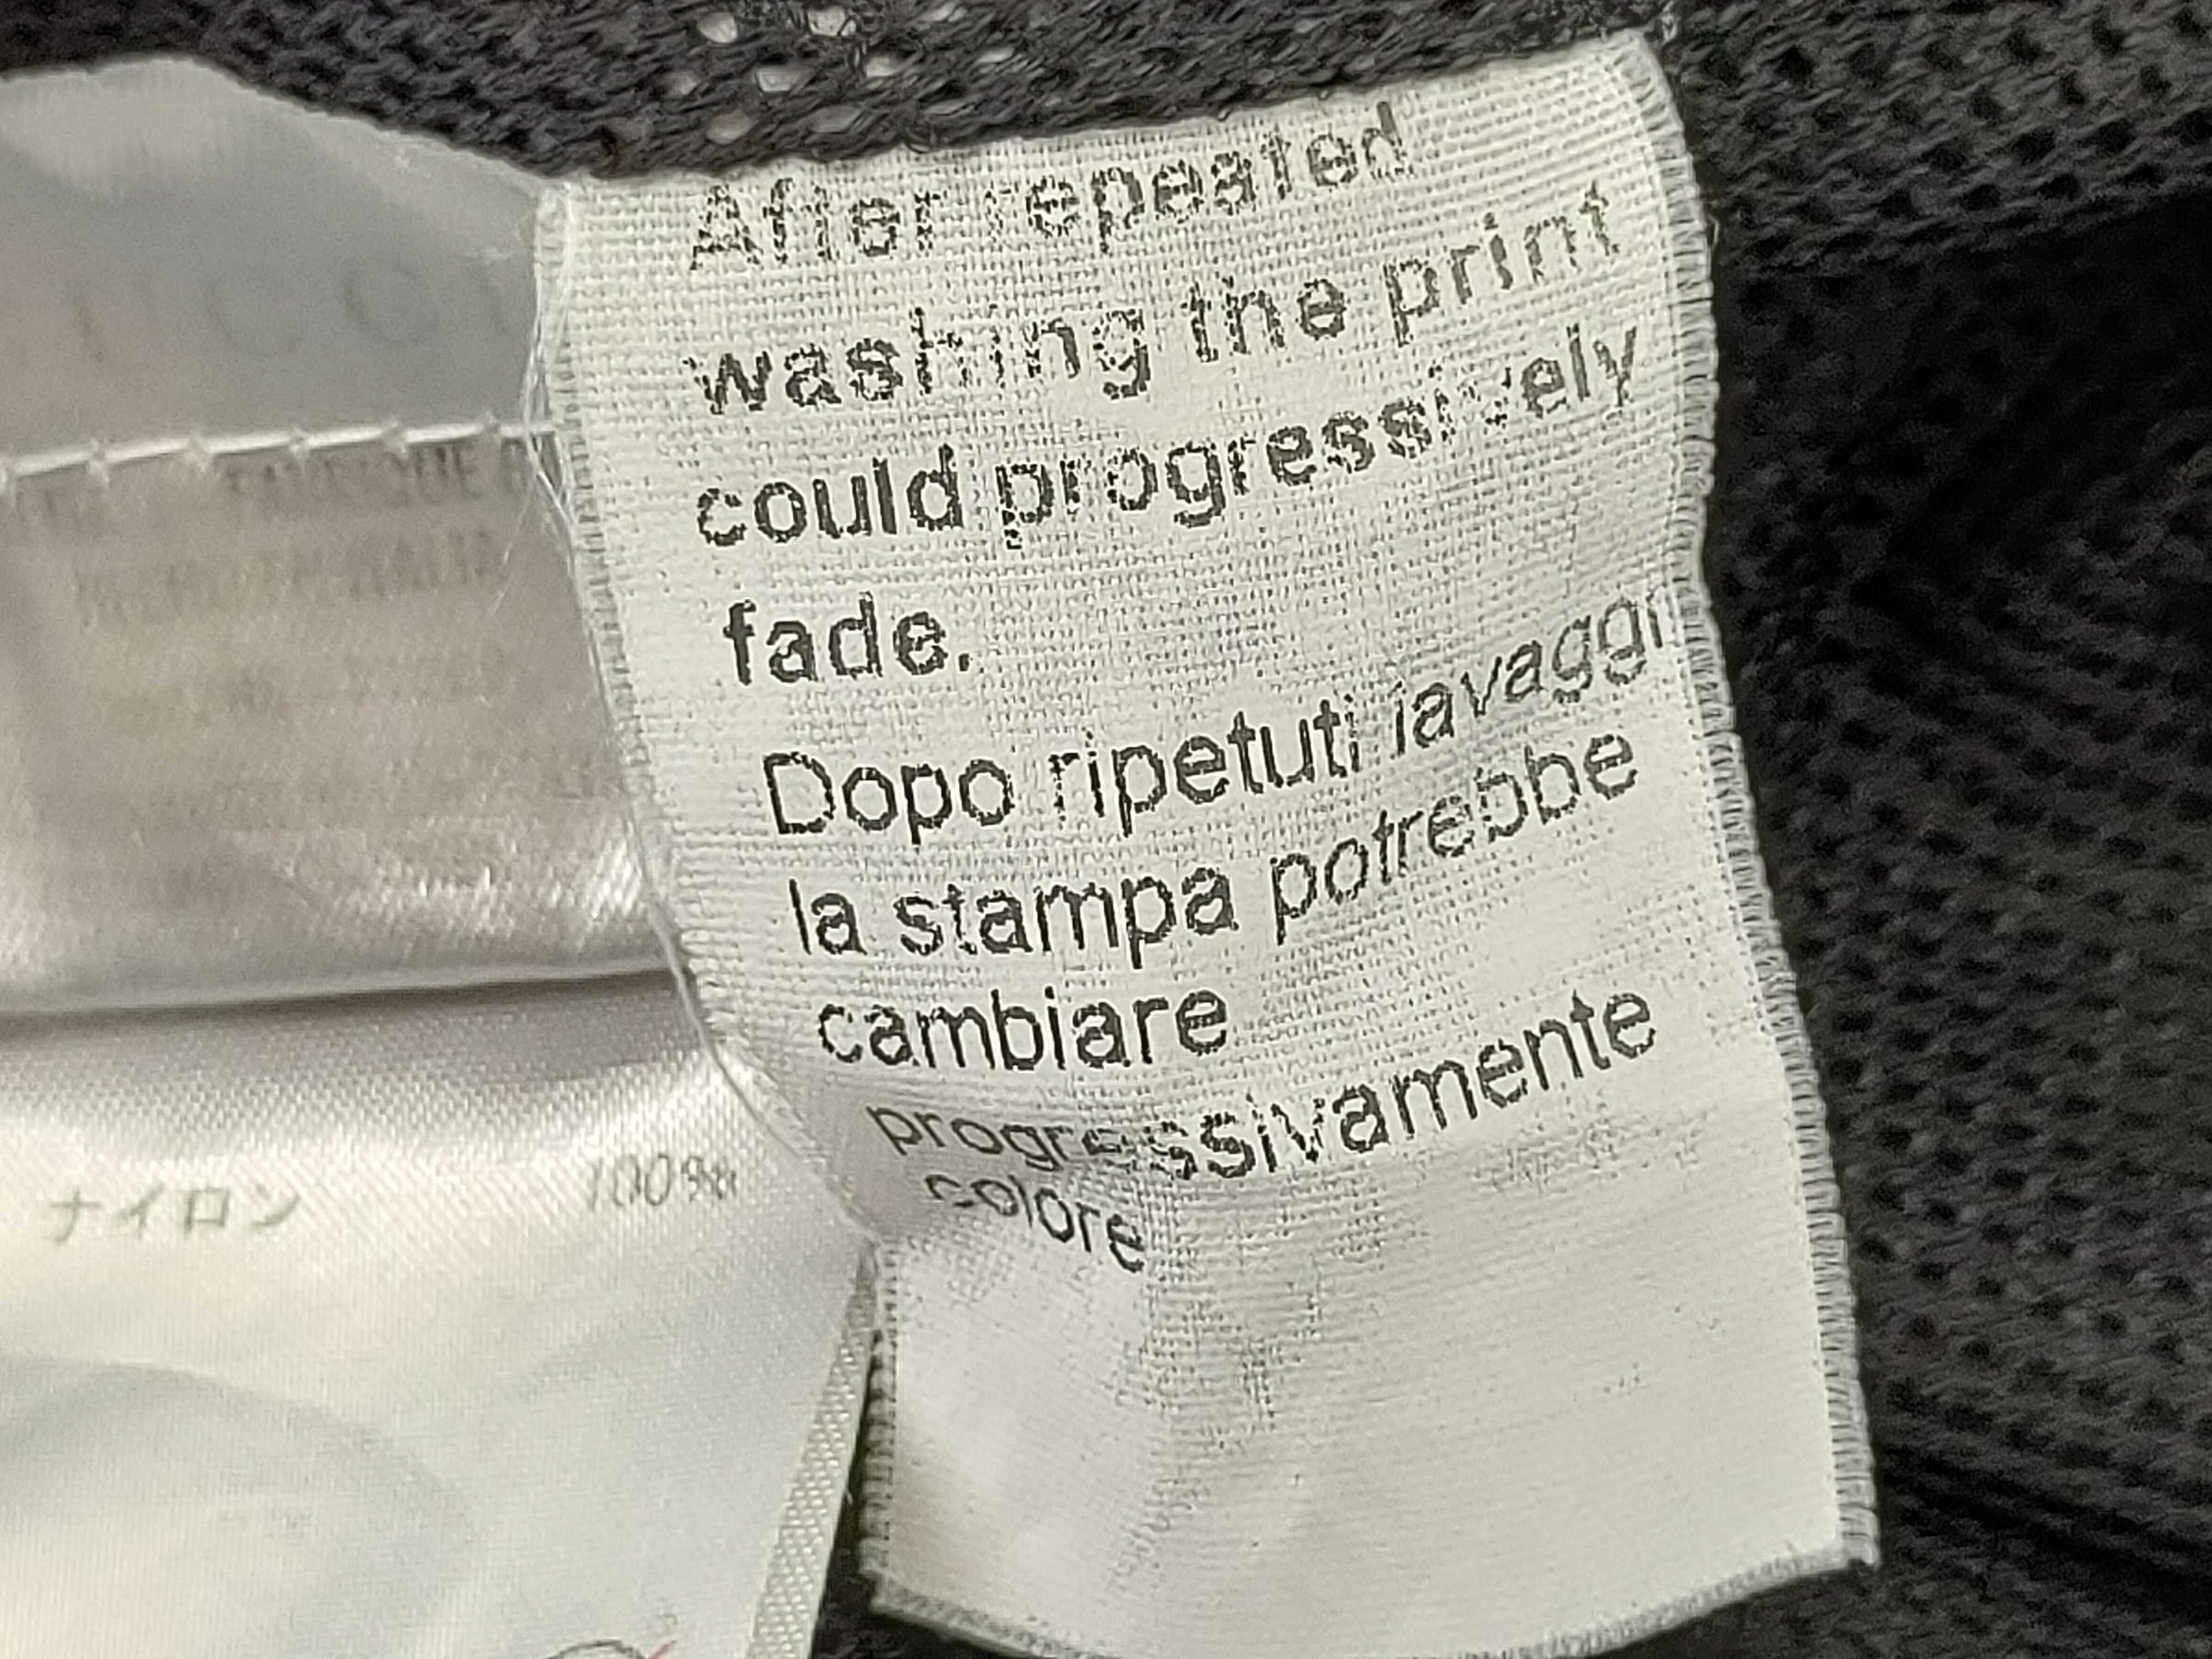 After repeated
washing the print
could progressively
fade.
Dopo ripetuti lavaggi
la stampa potrebbe
cambiare
progressivamente
colore
ナイロン 100%